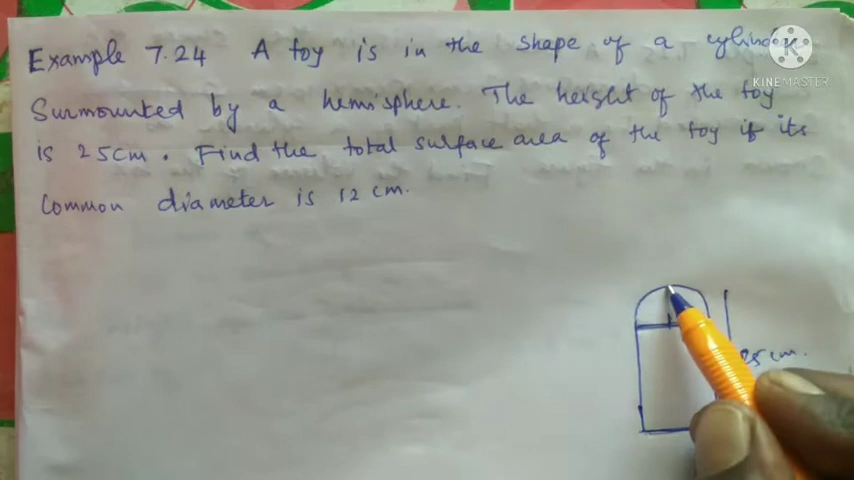 Example 7.24 A toy is in the shape of a cylinder
Surmounted by a hemisphere. The height of the toy
is 25cm. Find the total surface area of the toy if its
Common diameter is 12 cm.
25cm.
K
KINEMASTER